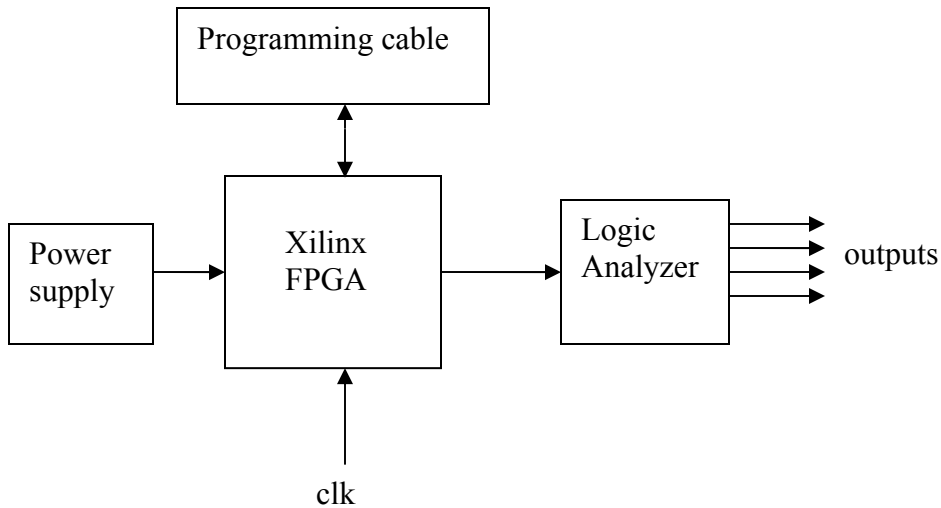 Programming cable
Power
supply
Xilinx
FPGA
Logic
Analyzer
outputs
clk